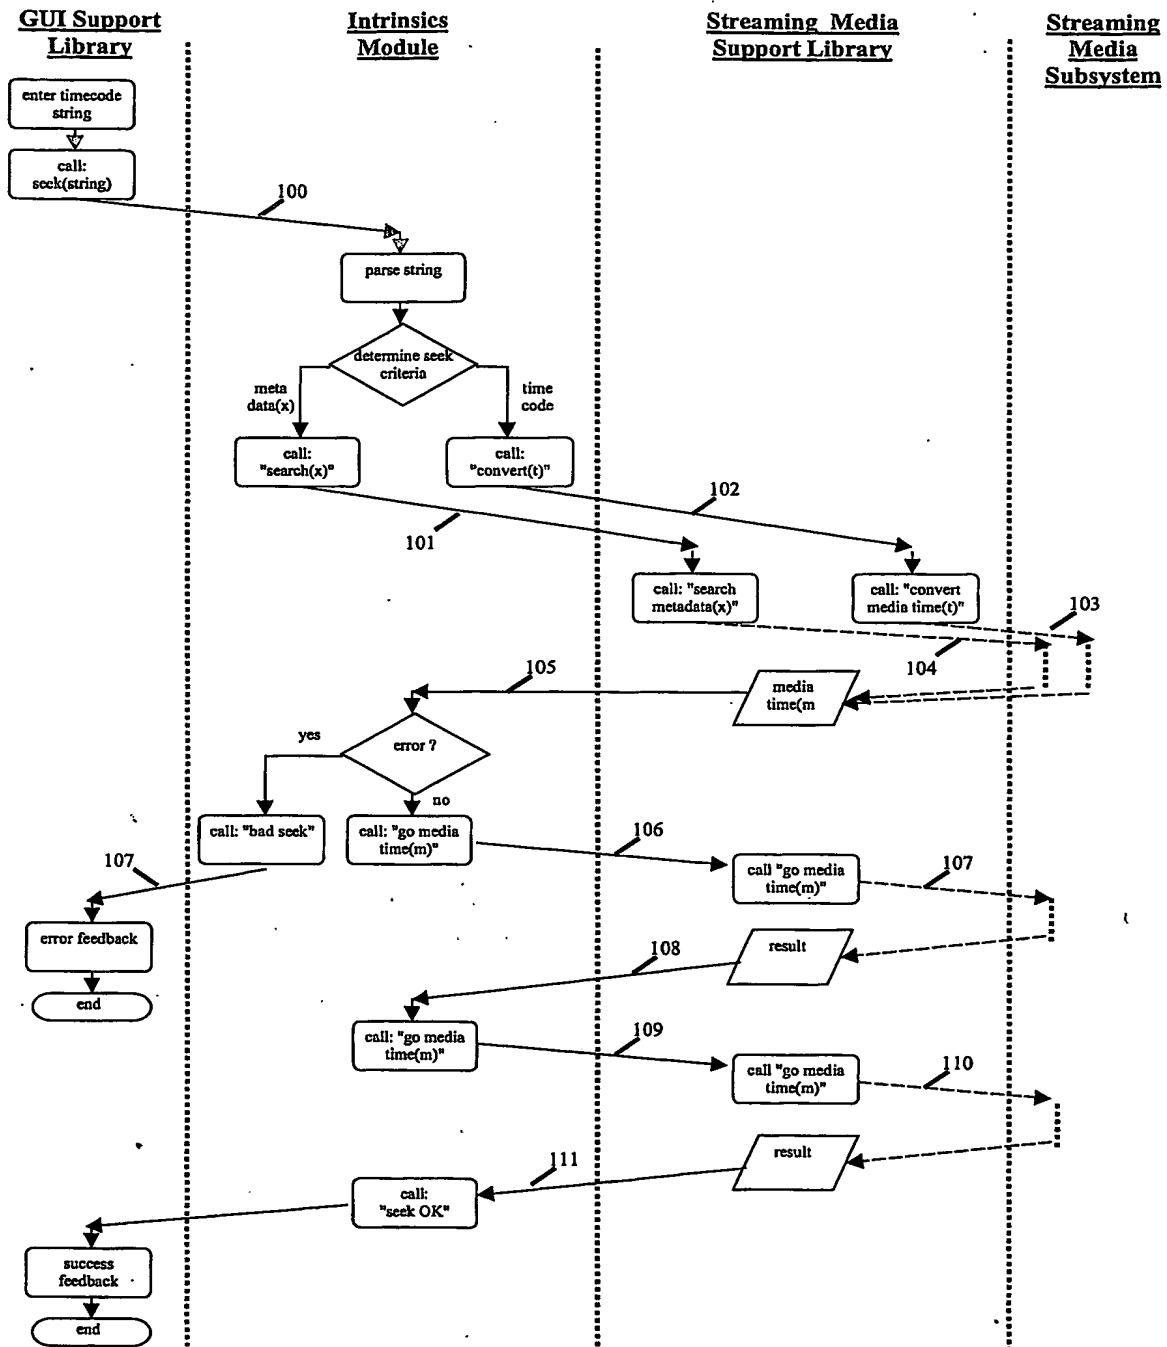 GUI Support
Library
Intrinsics
Module
Streaming Media
Support Library
Streaming
Media
Subsystem
enter timecode
string
call:
seek(string)
100
parse string
determine seek
criteria
meta
data(x)
time
code
call:
"search(x)"
call:
"convert(t)"
101
102
call: "search
metadata(x)"
call: "convert
media time(t)"
103
104
105
media
time(m
error ?
yes
no
call: "bad seek"
call: "go media
time(m)"
106
107
call "go media
time(m)"
107
error feedback
end
result
108
call: "go media
time(m)"
109
call "go media
time(m)"
110
result
111
call:
"seek OK"
success
feedback
end